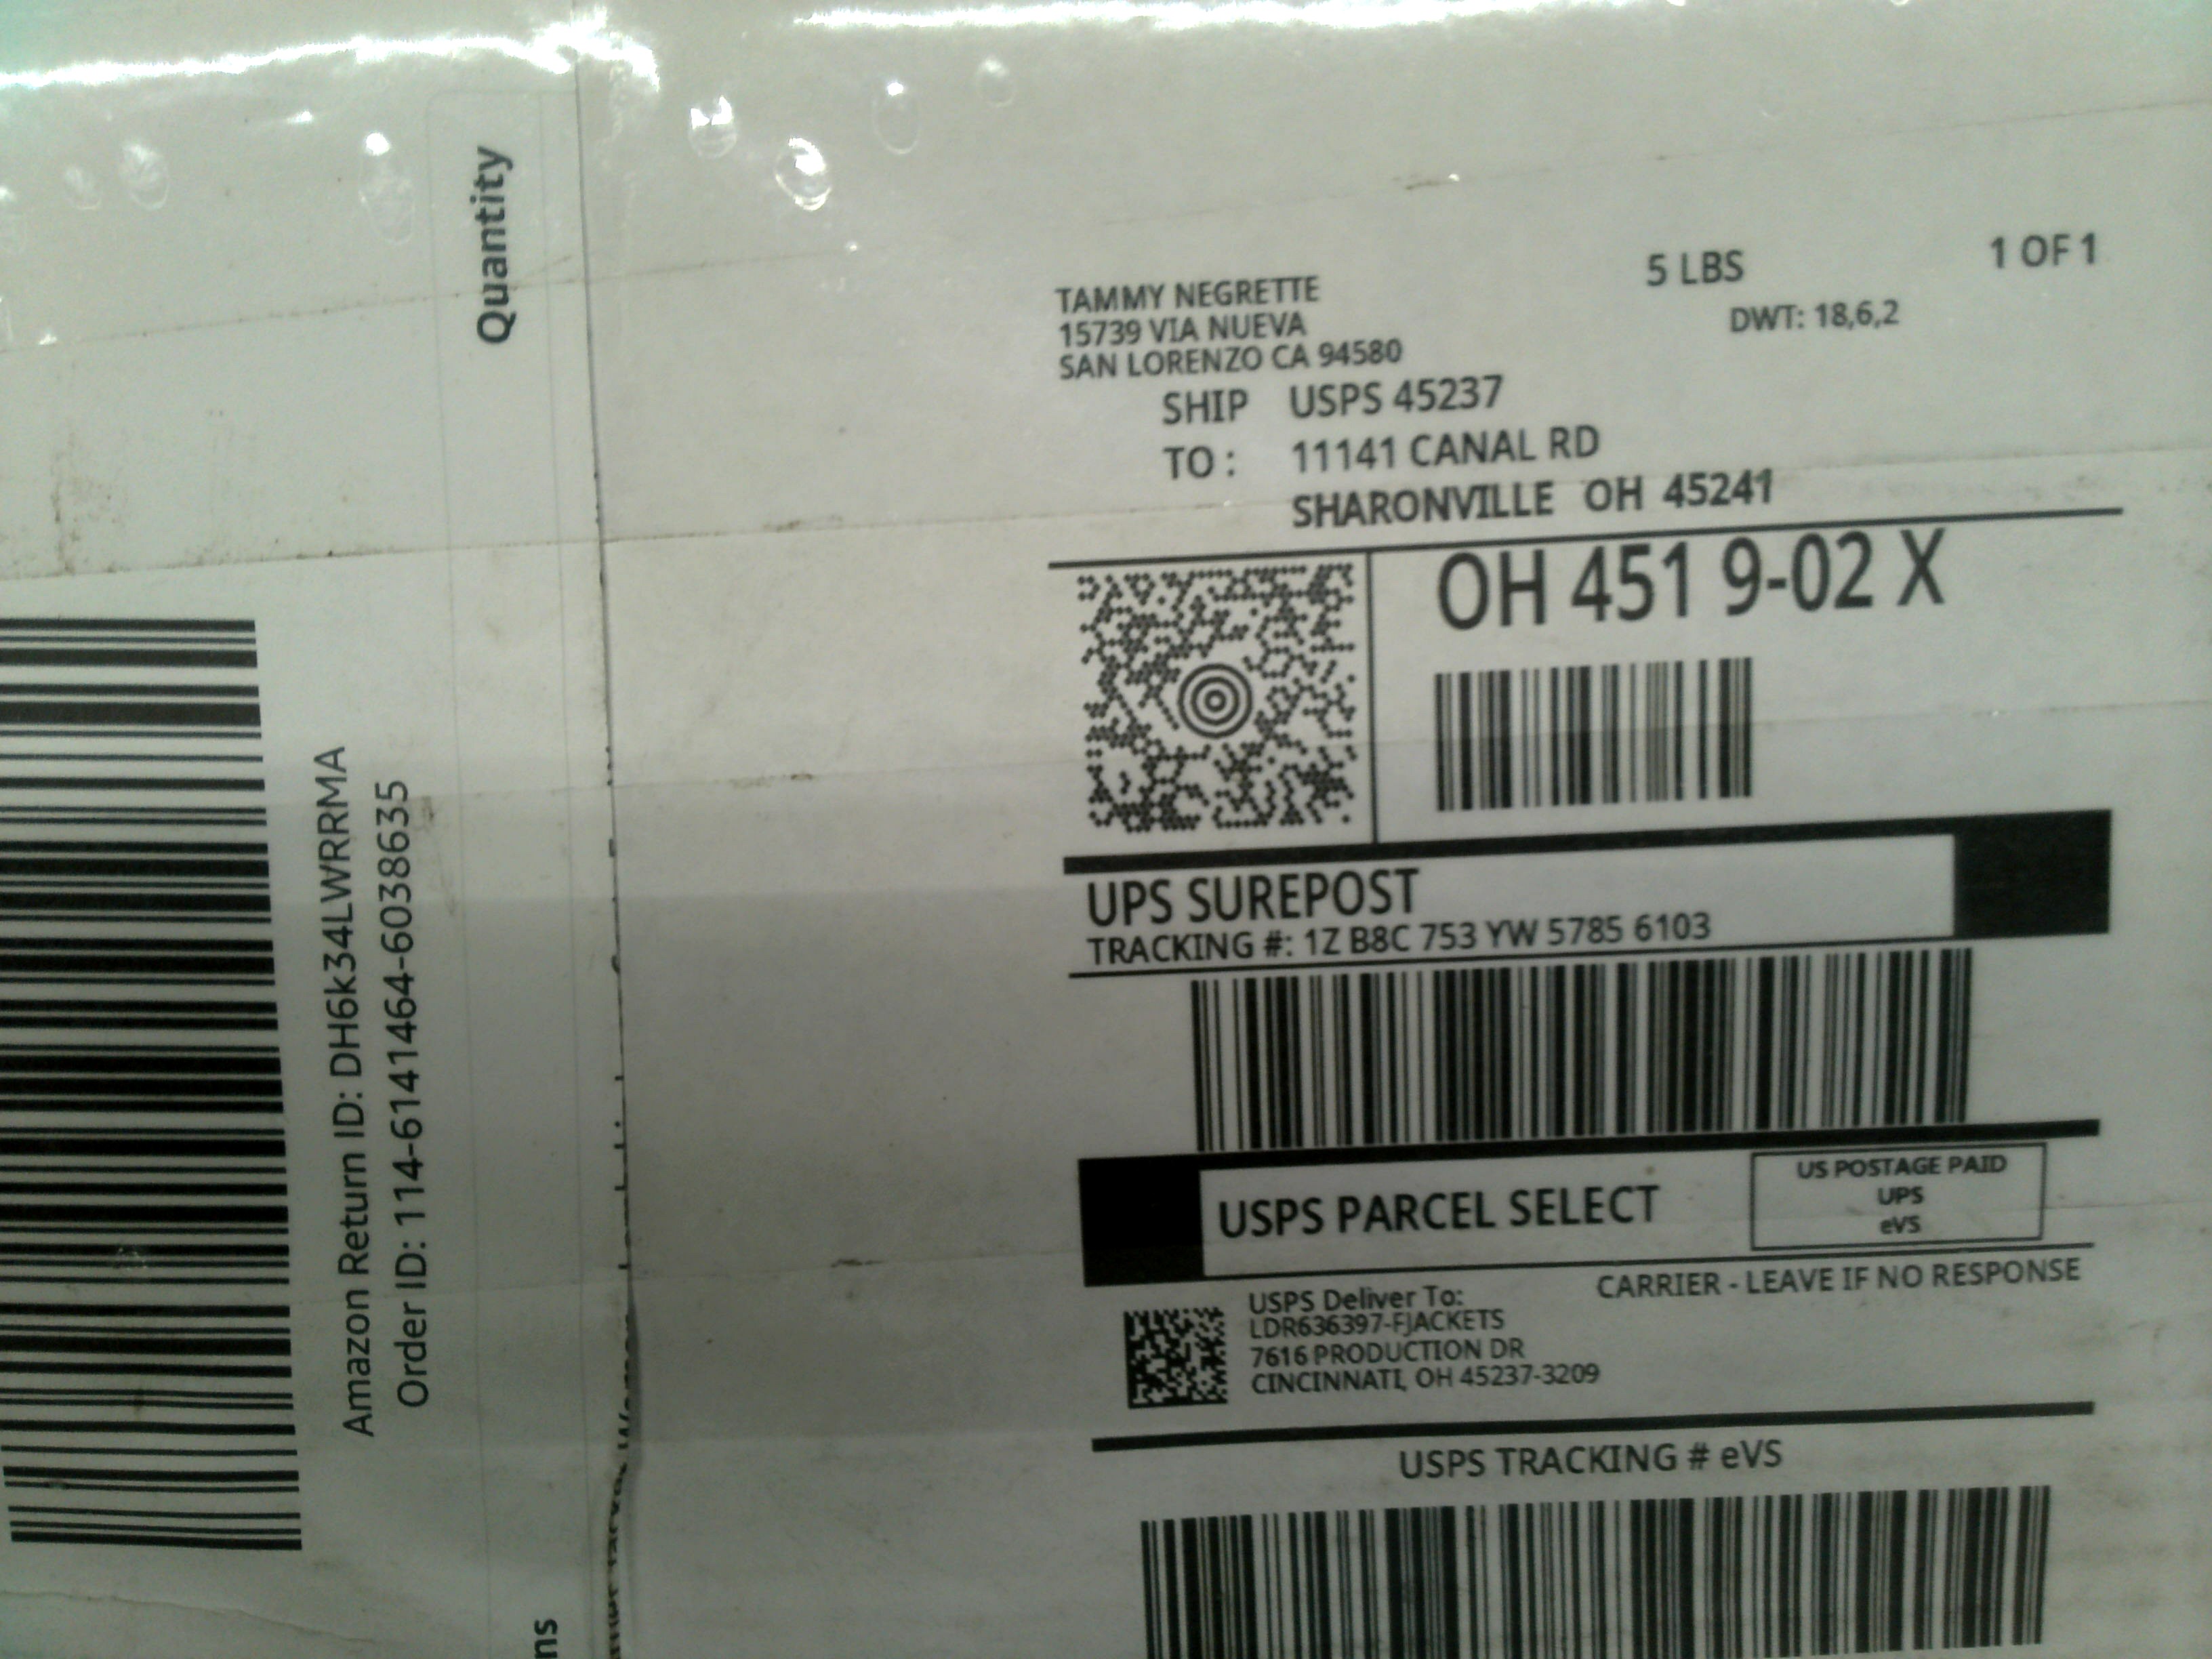 Quantity
Amazon Return ID: DH6k34LWRRMA
Order ID: 114-6141464-6038635
ns
TAMMY NEGRETTE
15739 VIA NUEVA
SAN LORENZO CA 94580
5 LBS
1 OF 1
DWT: 18,6,2
SHIP USPS 45237
TO : 11141 CANAL RD
SHARONVILLE OH 45241
OH 451 9-02 X
UPS SUREPOST
TRACKING #: 1Z B8C 753 YW 5785 6103
USPS PARCEL SELECT
US POSTAGE PAID
UPS
eVS
CARRIER - LEAVE IF NO RESPONSE
USPS Deliver To:
LDR636397-FJACKETS
7616 PRODUCTION DR
CINCINNATI, OH 45237-3209
USPS TRACKING # eVS